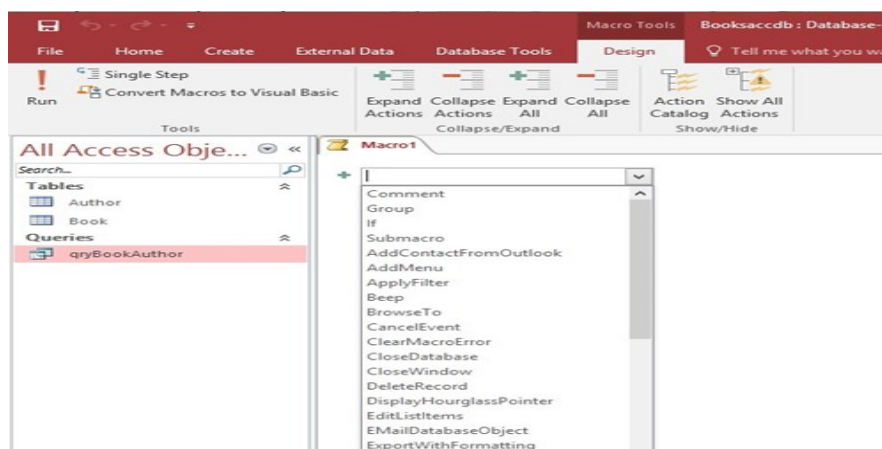 Macro Tools Booksaccdb : Database-
File Home Create External Data Database Tools Design Tell me what you wa
Run
Single Step
Convert Macros to Visual Basic
Tools
Expand Actions Collapse Actions Expand All Collapse All
Collapse/Expand
Action Catalog Show All Actions
Show/Hide
All Access Obje...
Search...
Tables
Author
Book
Queries
qryBookAuthor
Macro1
Comment
Group
If
Submacro
AddContactFromOutlook
AddMenu
ApplyFilter
Beep
BrowseTo
CancelEvent
ClearMacroError
CloseDatabase
CloseWindow
DeleteRecord
DisplayHourglassPointer
EditListItems
EMailDatabaseObject
ExportWithFormatting